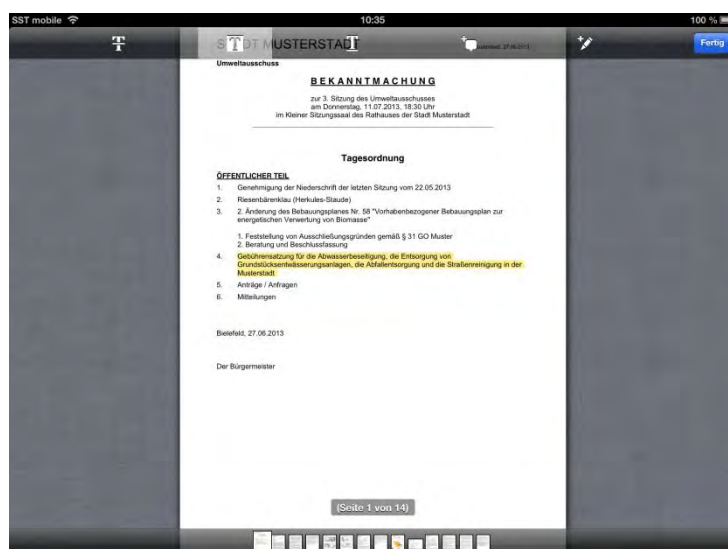 SST mobile 10:35 100 %
Fertig
STADT MUSTERSTADT
Umweltausschuss
BEKANNTMACHUNG
zur 3. Sitzung des Umweltausschusses
am Donnerstag, 11.07.2013, 18:30 Uhr
im Kleiner Sitzungssaal des Rathauses der Stadt Musterstadt
Tagesordnung
ÖFFENTLICHER TEIL
1. Genehmigung der Niederschrift der letzten Sitzung vom 22.05.2013
2. Riesenbärenklau (Herkules-Staude)
3. 2. Änderung des Bebauungsplanes Nr. 58 "Vorhabenbezogener Bebauungsplan zur
energetischen Verwertung von Biomasse"
1. Feststellung von Ausschließungsgründen gemäß § 31 GO Muster
2. Beratung und Beschlussfassung
4. Gebührensatzung für die Abwasserbeseitigung, die Entsorgung von
Grundstücksentwässerungsanlagen, die Abfallentsorgung und die Straßenreinigung in der
Musterstadt
5. Anträge / Anfragen
6. Mitteilungen
Bielefeld, 27.06.2013
Der Bürgermeister
(Seite 1 von 14)